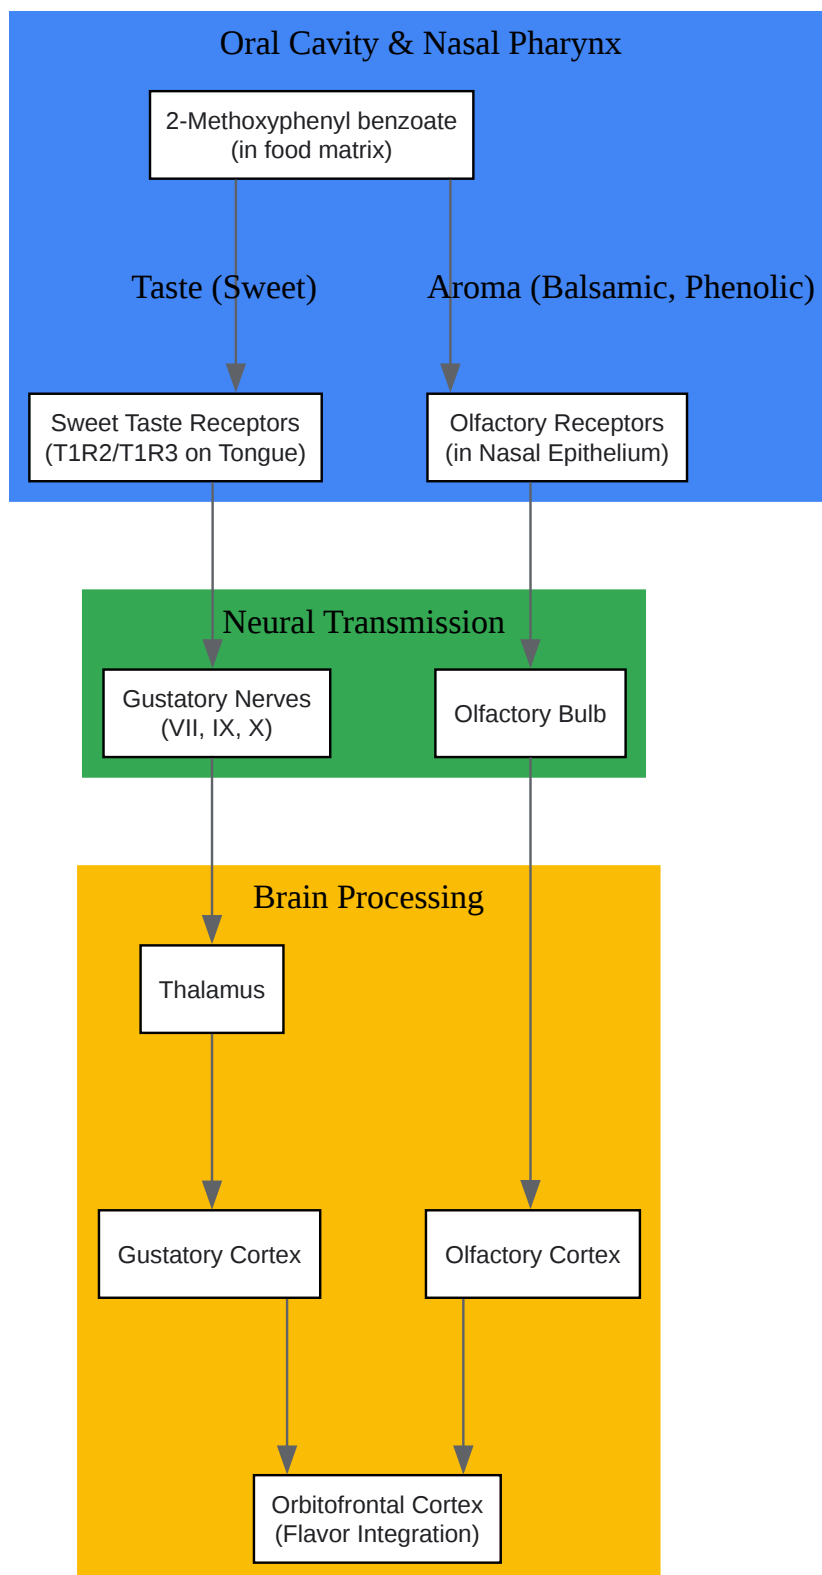 Oral Cavity & Nasal Pharynx
2-Methoxyphenyl benzoate
(in food matrix)
Taste (Sweet)
Aroma (Balsamic, Phenolic)
Sweet Taste Receptors
(T1R2/T1R3 on Tongue)
Olfactory Receptors
(in Nasal Epithelium)
Neural Transmission
Gustatory Nerves
(VII, IX, X)
Olfactory Bulb
Brain Processing
Thalamus
Gustatory Cortex
Olfactory Cortex
Orbitofrontal Cortex
(Flavor Integration)